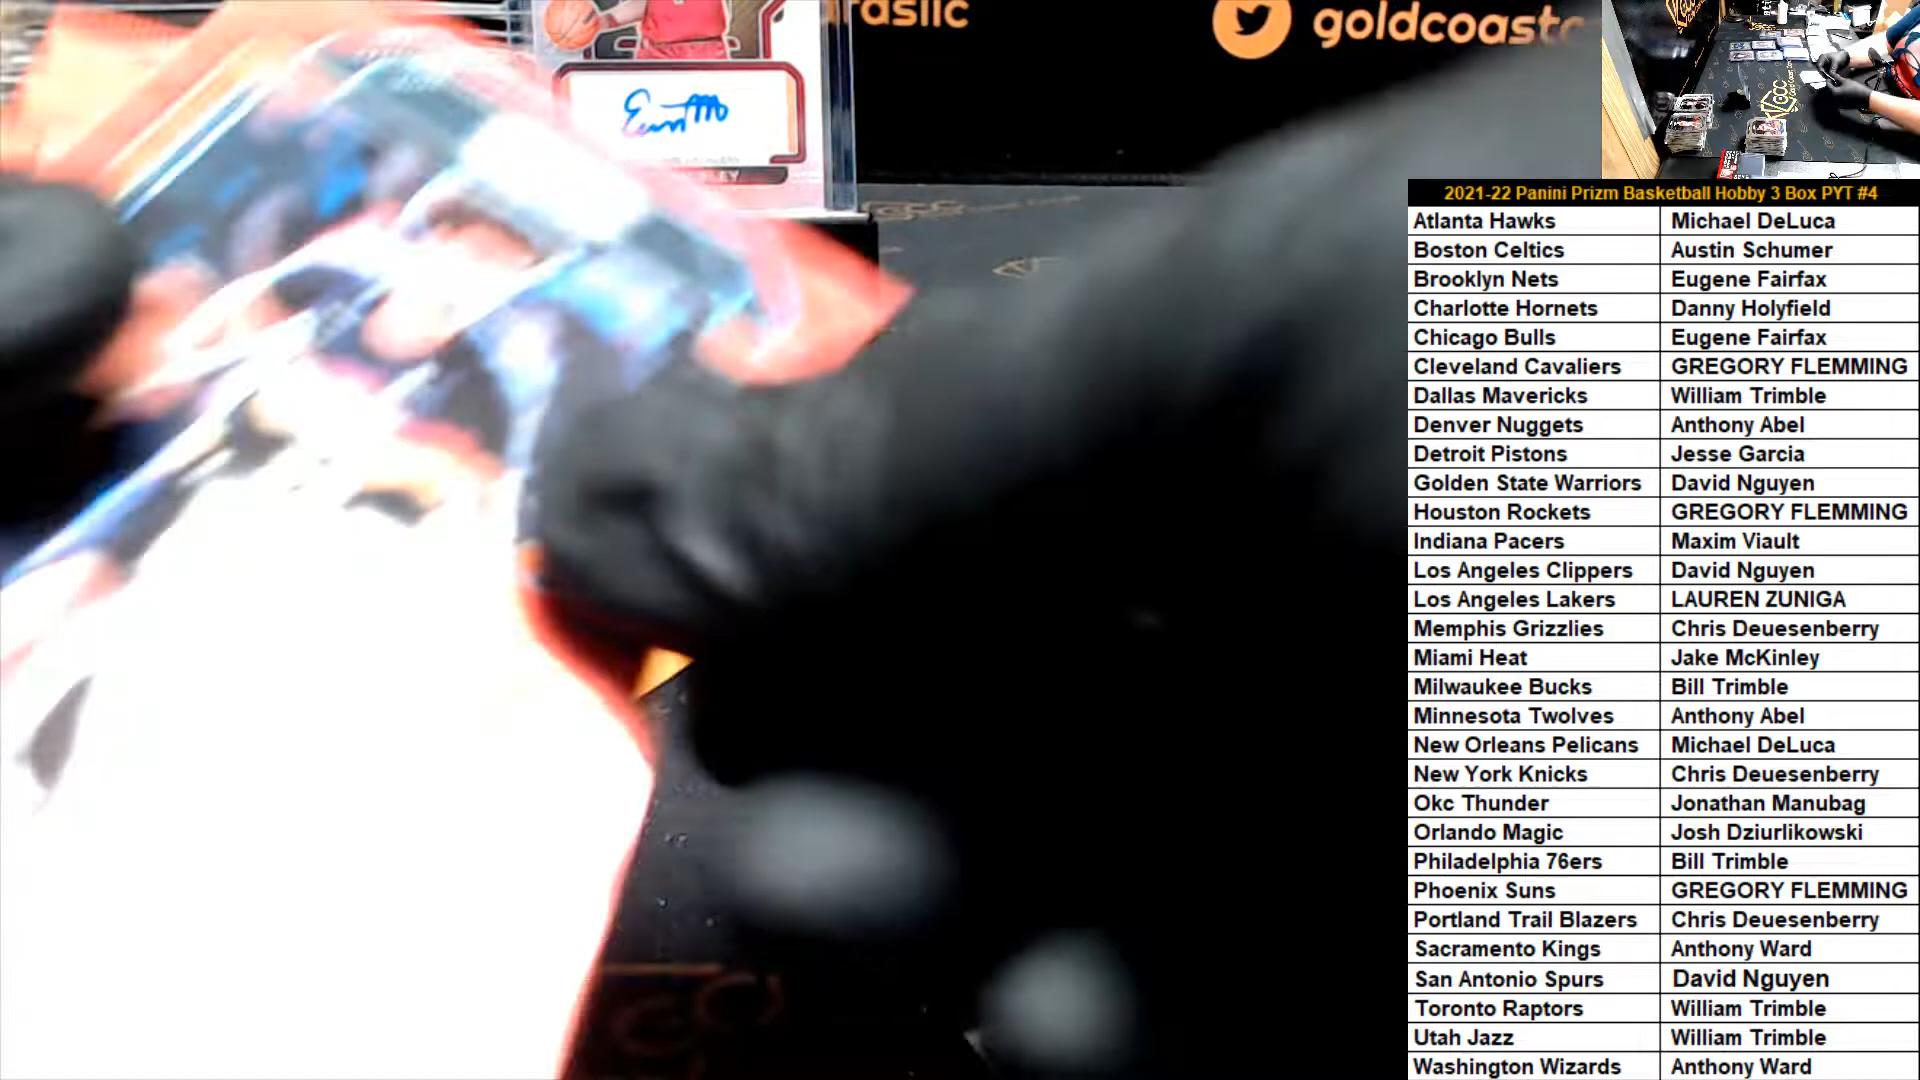 goldcoast
2021-22 Panini Prizm Basketball Hobby 3 Box PYT #4
Atlanta Hawks Michael DeLuca
Boston Celtics Austin Schumer
Brooklyn Nets Eugene Fairfax
Charlotte Hornets Danny Holyfield
Chicago Bulls Eugene Fairfax
Cleveland Cavaliers GREGORY FLEMMING
Dallas Mavericks William Trimble
Denver Nuggets Anthony Abel
Detroit Pistons Jesse Garcia
Golden State Warriors David Nguyen
Houston Rockets GREGORY FLEMMING
Indiana Pacers Maxim Viault
Los Angeles Clippers David Nguyen
Los Angeles Lakers LAUREN ZUNIGA
Memphis Grizzlies Chris Deuesenberry
Miami Heat Jake McKinley
Milwaukee Bucks Bill Trimble
Minnesota Twolves Anthony Abel
New Orleans Pelicans Michael DeLuca
New York Knicks Chris Deuesenberry
Okc Thunder Jonathan Manubag
Orlando Magic Josh Dziurlikowski
Philadelphia 76ers Bill Trimble
Phoenix Suns GREGORY FLEMMING
Portland Trail Blazers Chris Deuesenberry
Sacramento Kings Anthony Ward
San Antonio Spurs David Nguyen
Toronto Raptors William Trimble
Utah Jazz William Trimble
Washington Wizards Anthony Ward